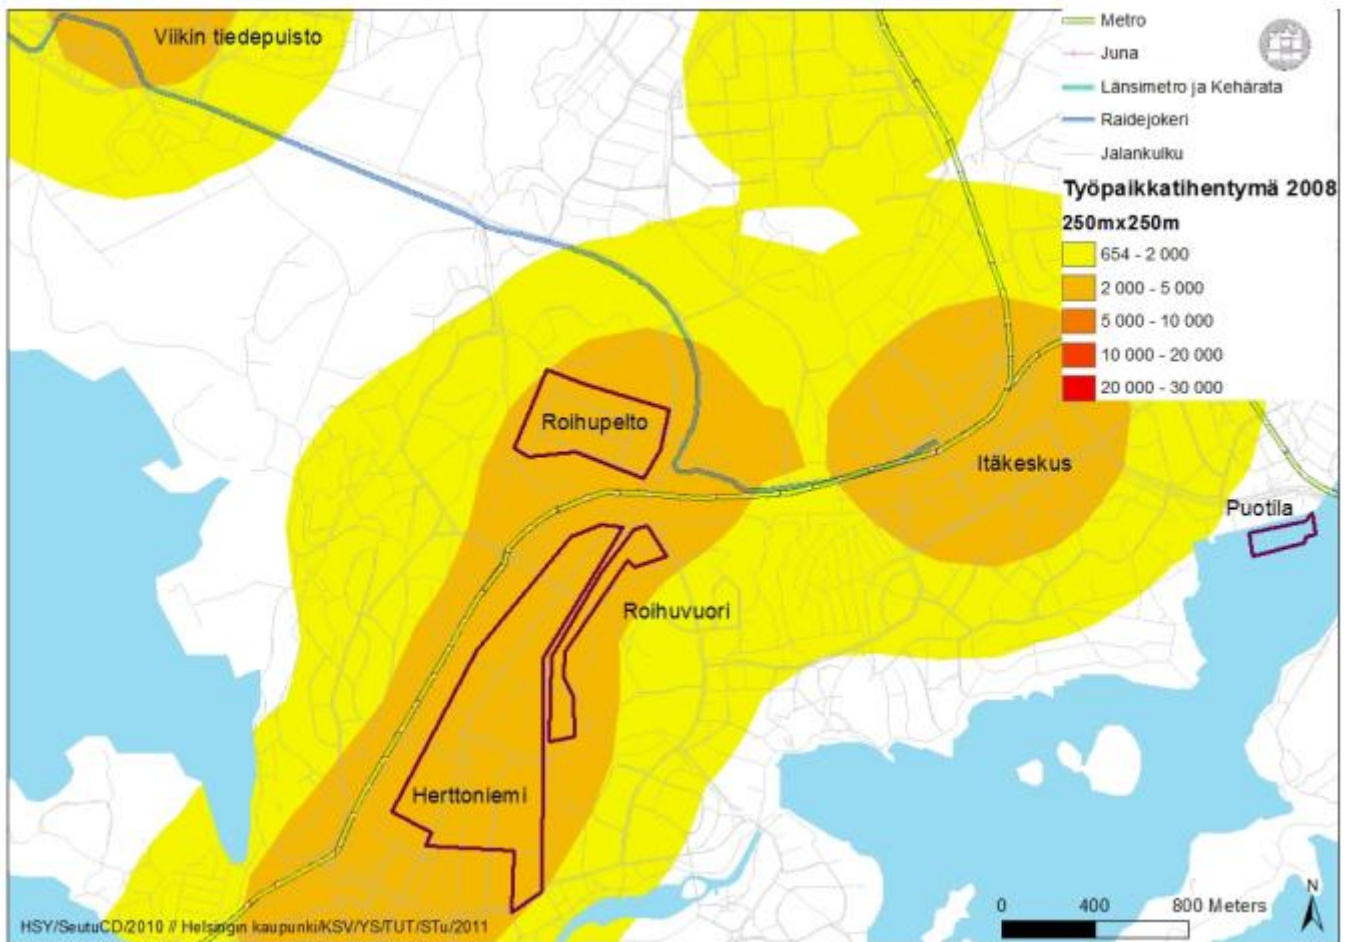 Viikin tiedepuisto
Metro
Juna
Länsimetro ja Kehärata
Raidejokeri
Jalankulku
Työpaikkatihentymä 2008
250mx250m
654 - 2 000
2 000 - 5 000
5 000 - 10 000
10 000 - 20 000
20 000 - 30 000
Roihupelto
Itäkeskus
Puotila
Roihuvuori
Herttoniemi
N
0 400 800 Meters
HSY/SeutuCD/2010 // Helsingin kaupunki/KSV/YS/TUT/STu/2011